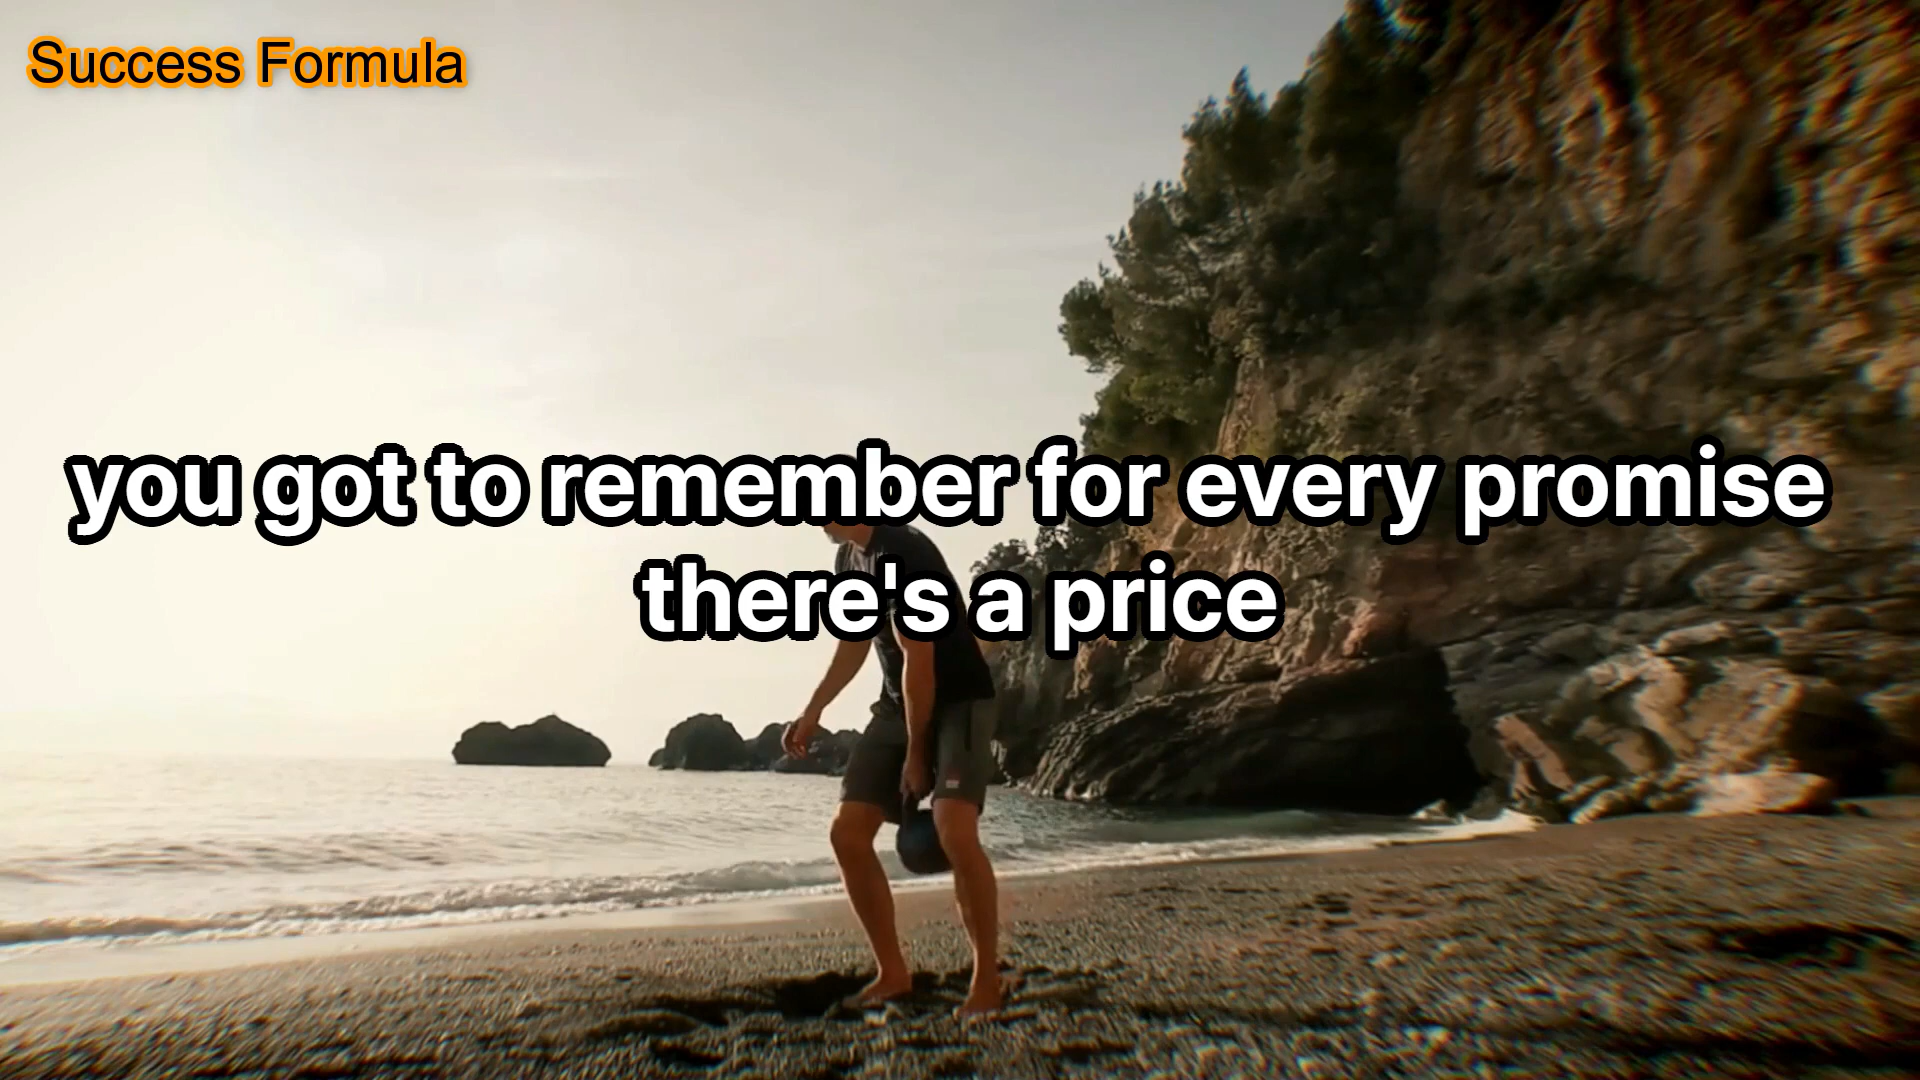 Success Formula
you got to remember for every promise
there's a price